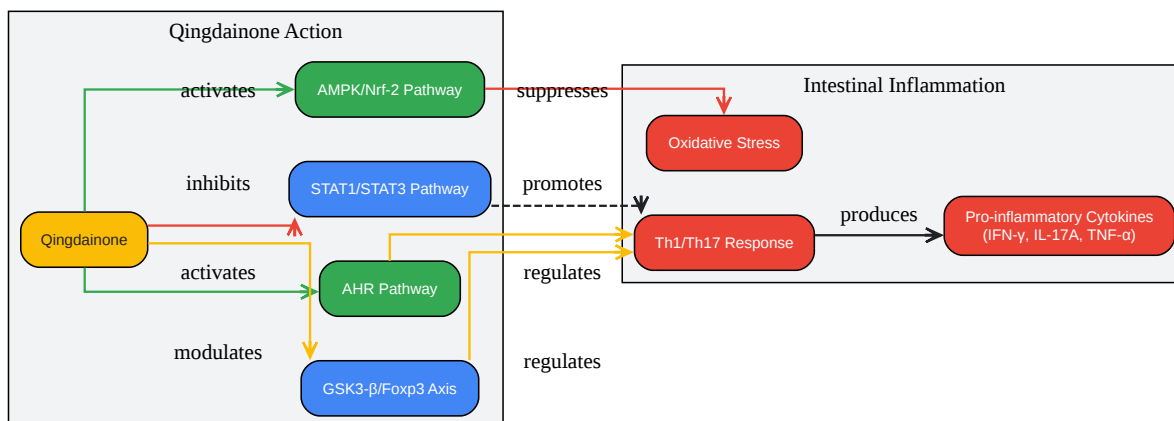 Qingdainone Action
activates
AMPK/Nrf-2 Pathway
suppresses
Intestinal Inflammation
Oxidative Stress
inhibits
STAT1/STAT3 Pathway
promotes
Qingdainone
Th1/Th17 Response
produces
Pro-inflammatory Cytokines
(IFN-γ, IL-17A, TNF-α)
activates
AHR Pathway
regulates
modulates
GSK3-β/Foxp3 Axis
regulates